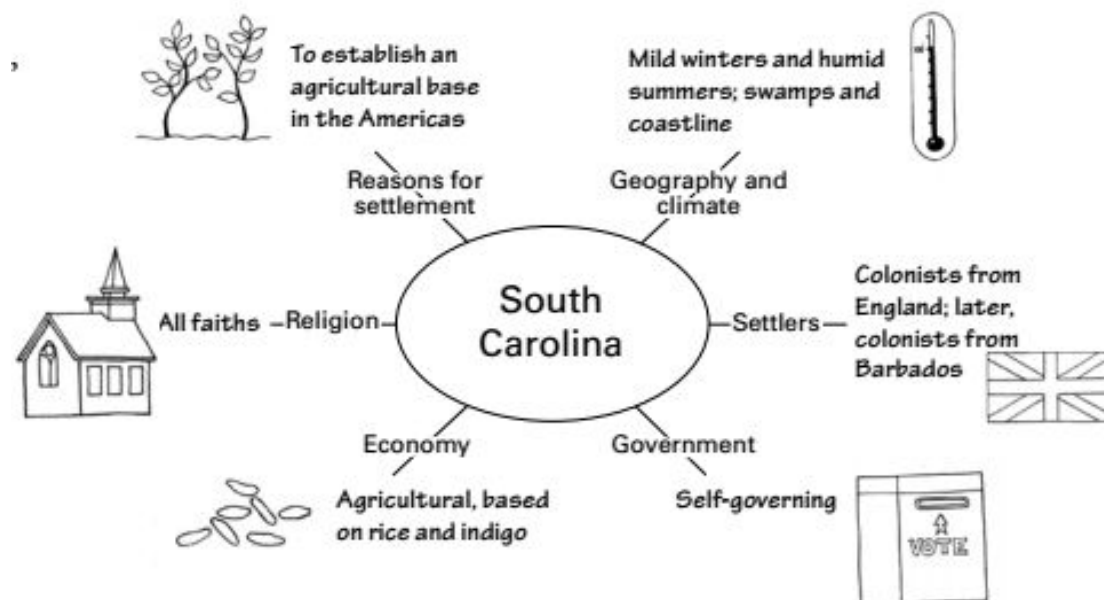 To establish an
agricultural base
in the Americas
Reasons for
settlement
Mild winters and humid
summers; swamps and
coastline
Geography and
climate
South
Carolina
All faiths
Religion
Settlers
Colonists from
England; later,
colonists from
Barbados
Economy
Agricultural, based
on rice and indigo
Government
Self-governing
VOTE